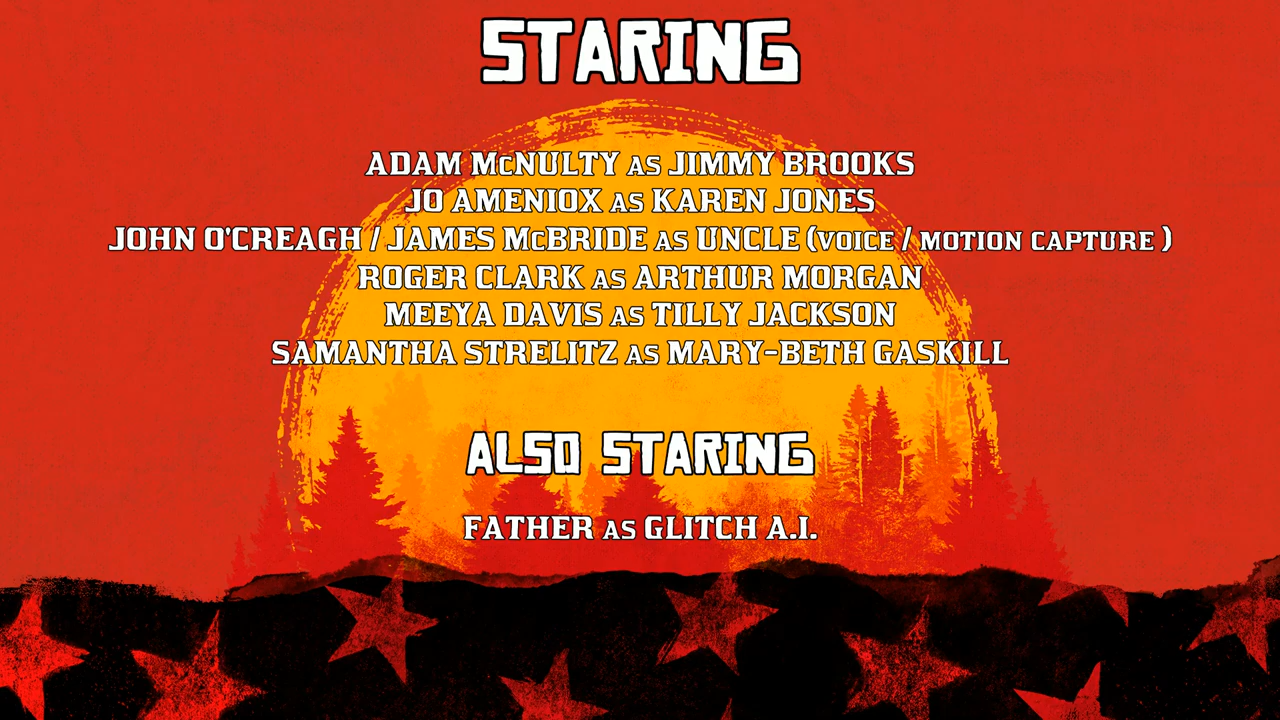 STARING
ADAM McNULTY AS JIMMY BROOKS
JO AMENIOX AS KAREN JONES
JOHN O'CREAGH / JAMES McBRIDE AS UNCLE (VOICE / MOTION CAPTURE )
ROGER CLARK AS ARTHUR MORGAN
MEEYA DAVIS AS TILLY JACKSON
SAMANTHA STRELITZ AS MARY-BETH GASKILL
ALSO STARING
FATHER AS GLITCH A.I.